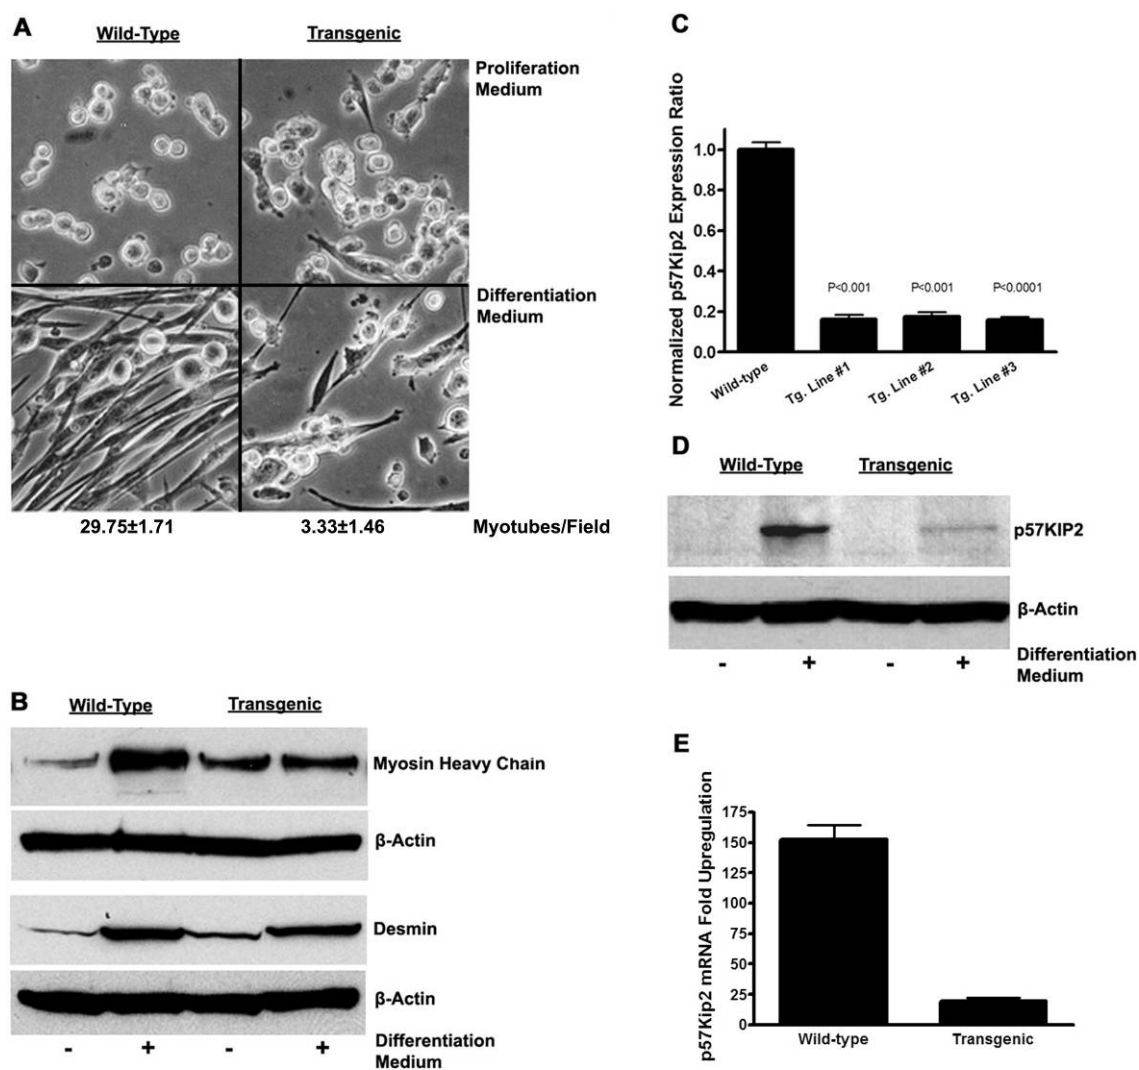 A
Wild-Type
Transgenic
Proliferation
Medium
Differentiation
Medium
29.75±1.71
3.33±1.46
Myotubes/Field
B
Wild-Type
Transgenic
Myosin Heavy Chain
β-Actin
Desmin
β-Actin
- + - +
Differentiation
Medium
C
Normalized p57Kip2 Expression Ratio
1.0
0.8
0.6
0.4
0.2
0.0
P<0.001
P<0.001
P<0.0001
Wild-type
Tg. Line #1
Tg. Line #2
Tg. Line #3
D
Wild-Type
Transgenic
p57KIP2
β-Actin
- + - +
Differentiation
Medium
E
p57Kip2 mRNA Fold Upregulation
175
150
125
100
75
50
25
0
Wild-type
Transgenic